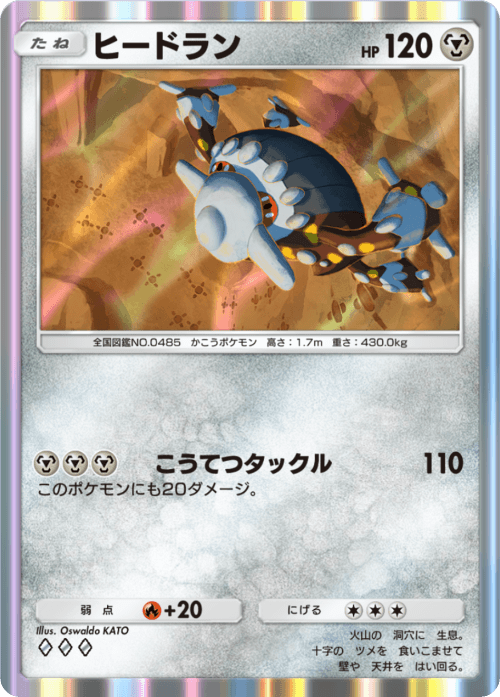 たね ヒードラン HP 120
全国図鑑NO.0485 かこうポケモン 高さ：1.7m 重さ：430.0kg
こうてつタックル 110
このポケモンにも20ダメージ。
弱点 +20 にげる
Illus. Oswaldo KATO
火山の 洞穴に 生息。
十字の ツメを 食いこませて
壁や 天井を はい回る。